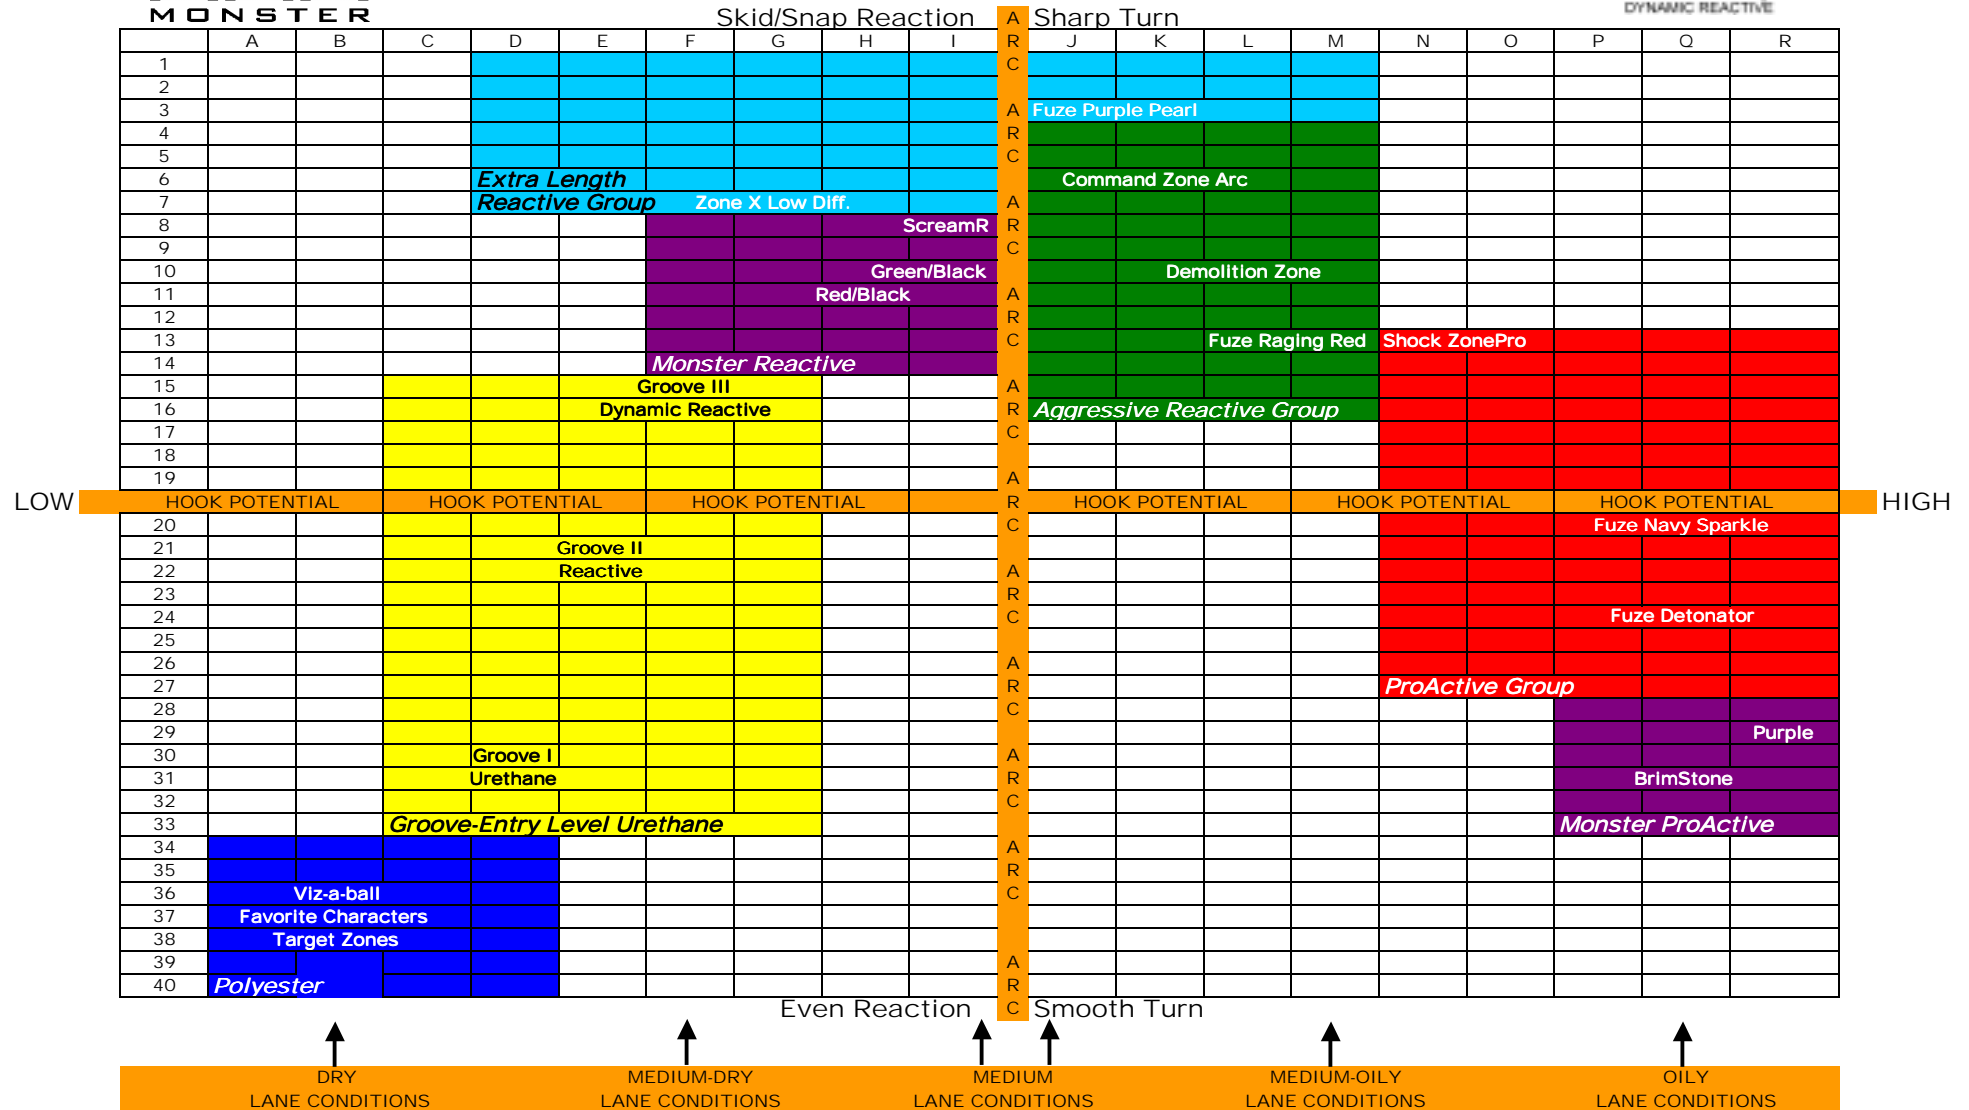 MONSTER
DYNAMIC REACTIVE
Skid/Snap Reaction A Sharp Turn
A B C D E F G H I R J K L M N O P Q R
1 C
2
3 A Fuze Purple Pearl
4 R
5 C
6 Extra Length Command Zone Arc
7 Reactive Group Zone X Low Diff. A
8 ScreamR R
9 C
10 Green/Black Demolition Zone
11 Red/Black A
12 R
13 C Fuze Raging Red Shock ZonePro
14 Monster Reactive
15 Groove III A
16 Dynamic Reactive R Aggressive Reactive Group
17 C
18
19 A
LOW HOOK POTENTIAL HOOK POTENTIAL HOOK POTENTIAL R HOOK POTENTIAL HOOK POTENTIAL HOOK POTENTIAL HIGH
20 C Fuze Navy Sparkle
21 Groove II
22 Reactive A
23 R
24 C Fuze Detonator
25
26 A
27 R ProActive Group
28 C
29 Purple
30 Groove I A
31 Urethane R BrimStone
32 C
33 Groove-Entry Level Urethane Monster ProActive
34 A
35 R
36 Viz-a-ball C
37 Favorite Characters
38 Target Zones
39 A
40 Polyester R
Even Reaction C Smooth Turn
DRY MEDIUM-DRY MEDIUM MEDIUM-OILY OILY
LANE CONDITIONS LANE CONDITIONS LANE CONDITIONS LANE CONDITIONS LANE CONDITIONS